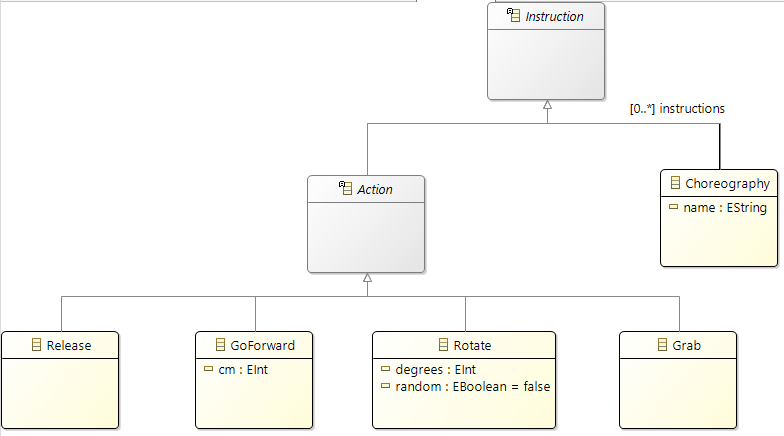 Instruction
[0..*] instructions
Action
Choreography
name : EString
Release
GoForward
cm : EInt
Rotate
degrees : EInt
random : EBoolean = false
Grab